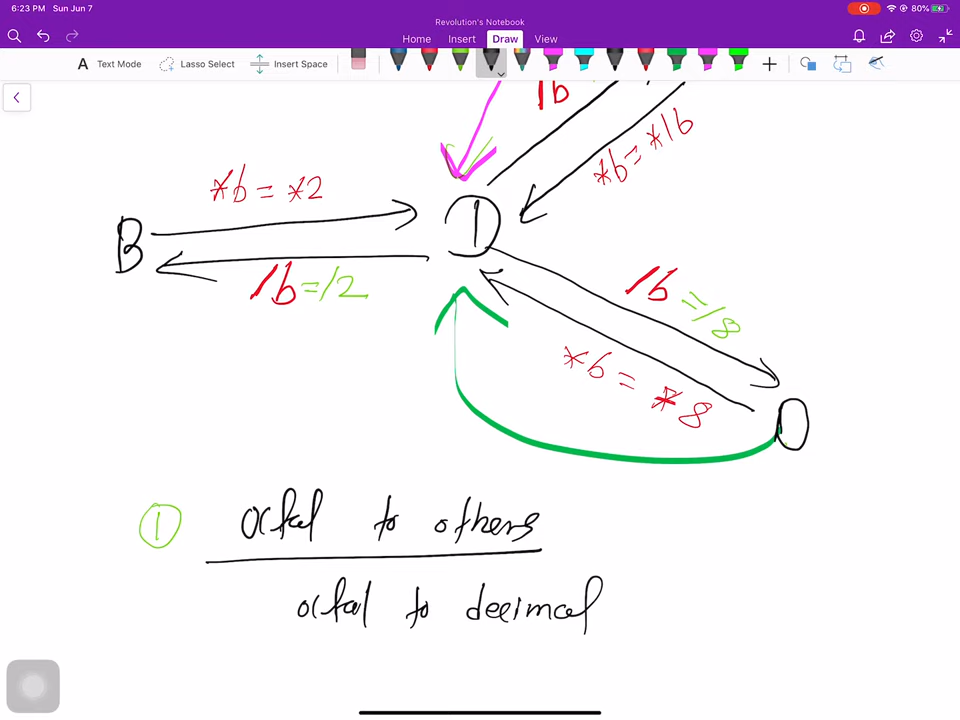 6:23 PM Sun Jun 7
80%
Revolution's Notebook
Home Insert Draw View
Text Mode Lasso Select Insert Space
/b
*b = *16
*b = *2
B
D
/b = /2
/b = /8
*b = *8
O
① octal to others
octal to decimal